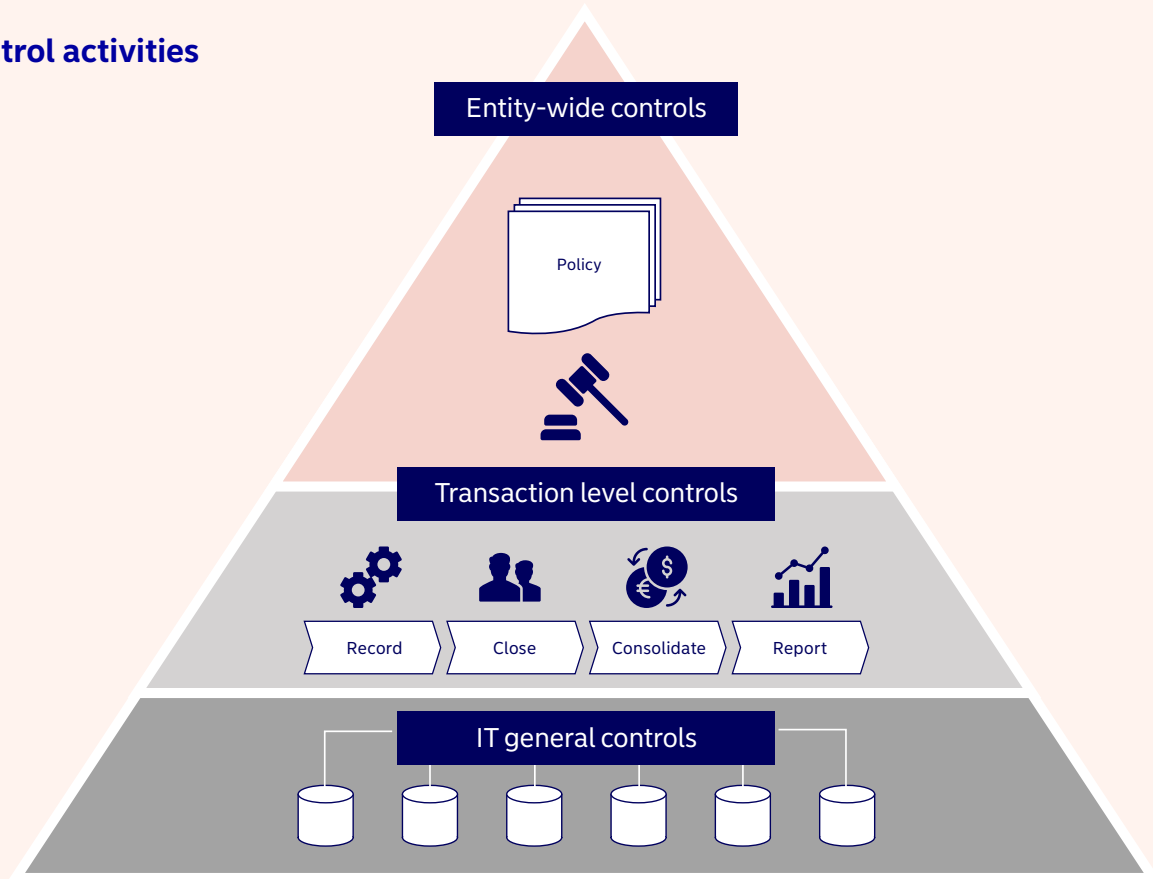 trol activities
Entity-wide controls
Policy
Transaction level controls
$
€
Record
Close
Consolidate
Report
IT general controls